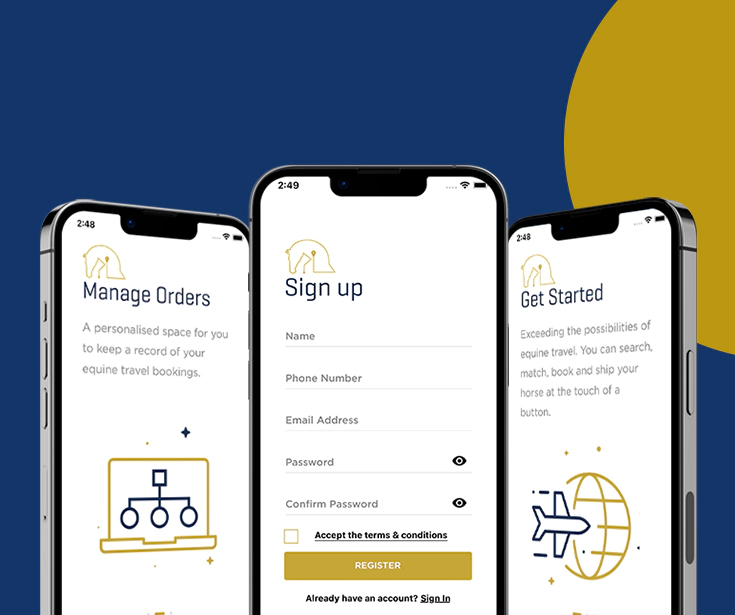 2:48
Manage Orders
A personalised space for you
to keep a record of your
equine travel bookings.
2:49
Sign up
Name
Phone Number
Email Address
Password
Confirm Password
Accept the terms & conditions
REGISTER
Already have an account? Sign In
2:48
Get Started
Exceeding the possibilities of
equine travel. You can search,
match, book and ship your
horse at the touch of a
button.